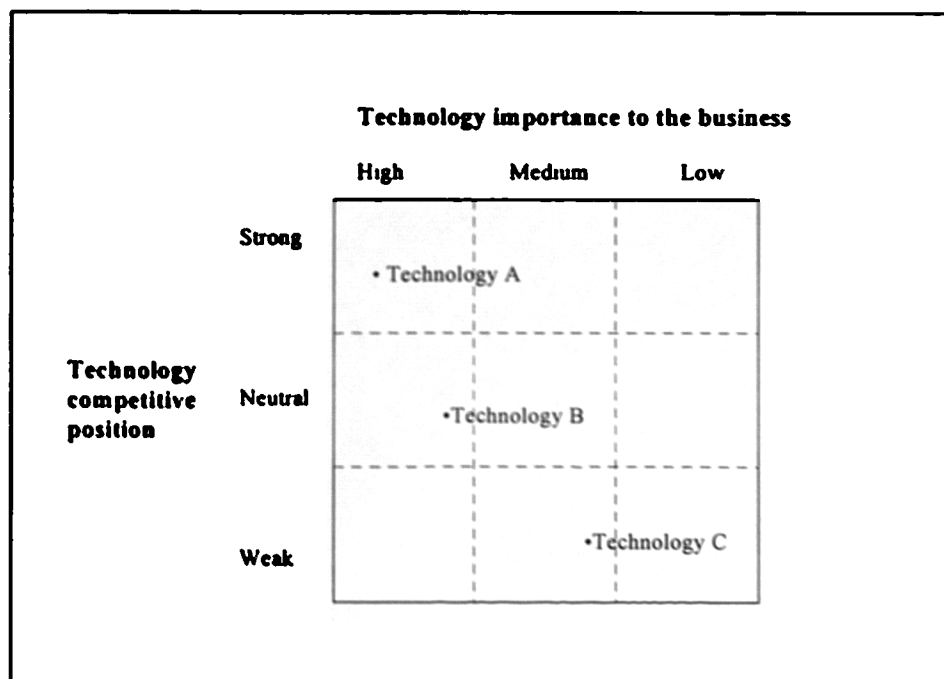 Technology importance to the business
High Medium Low
Strong
• Technology A
Technology
competitive
position
Neutral
•Technology B
Weak
•Technology C